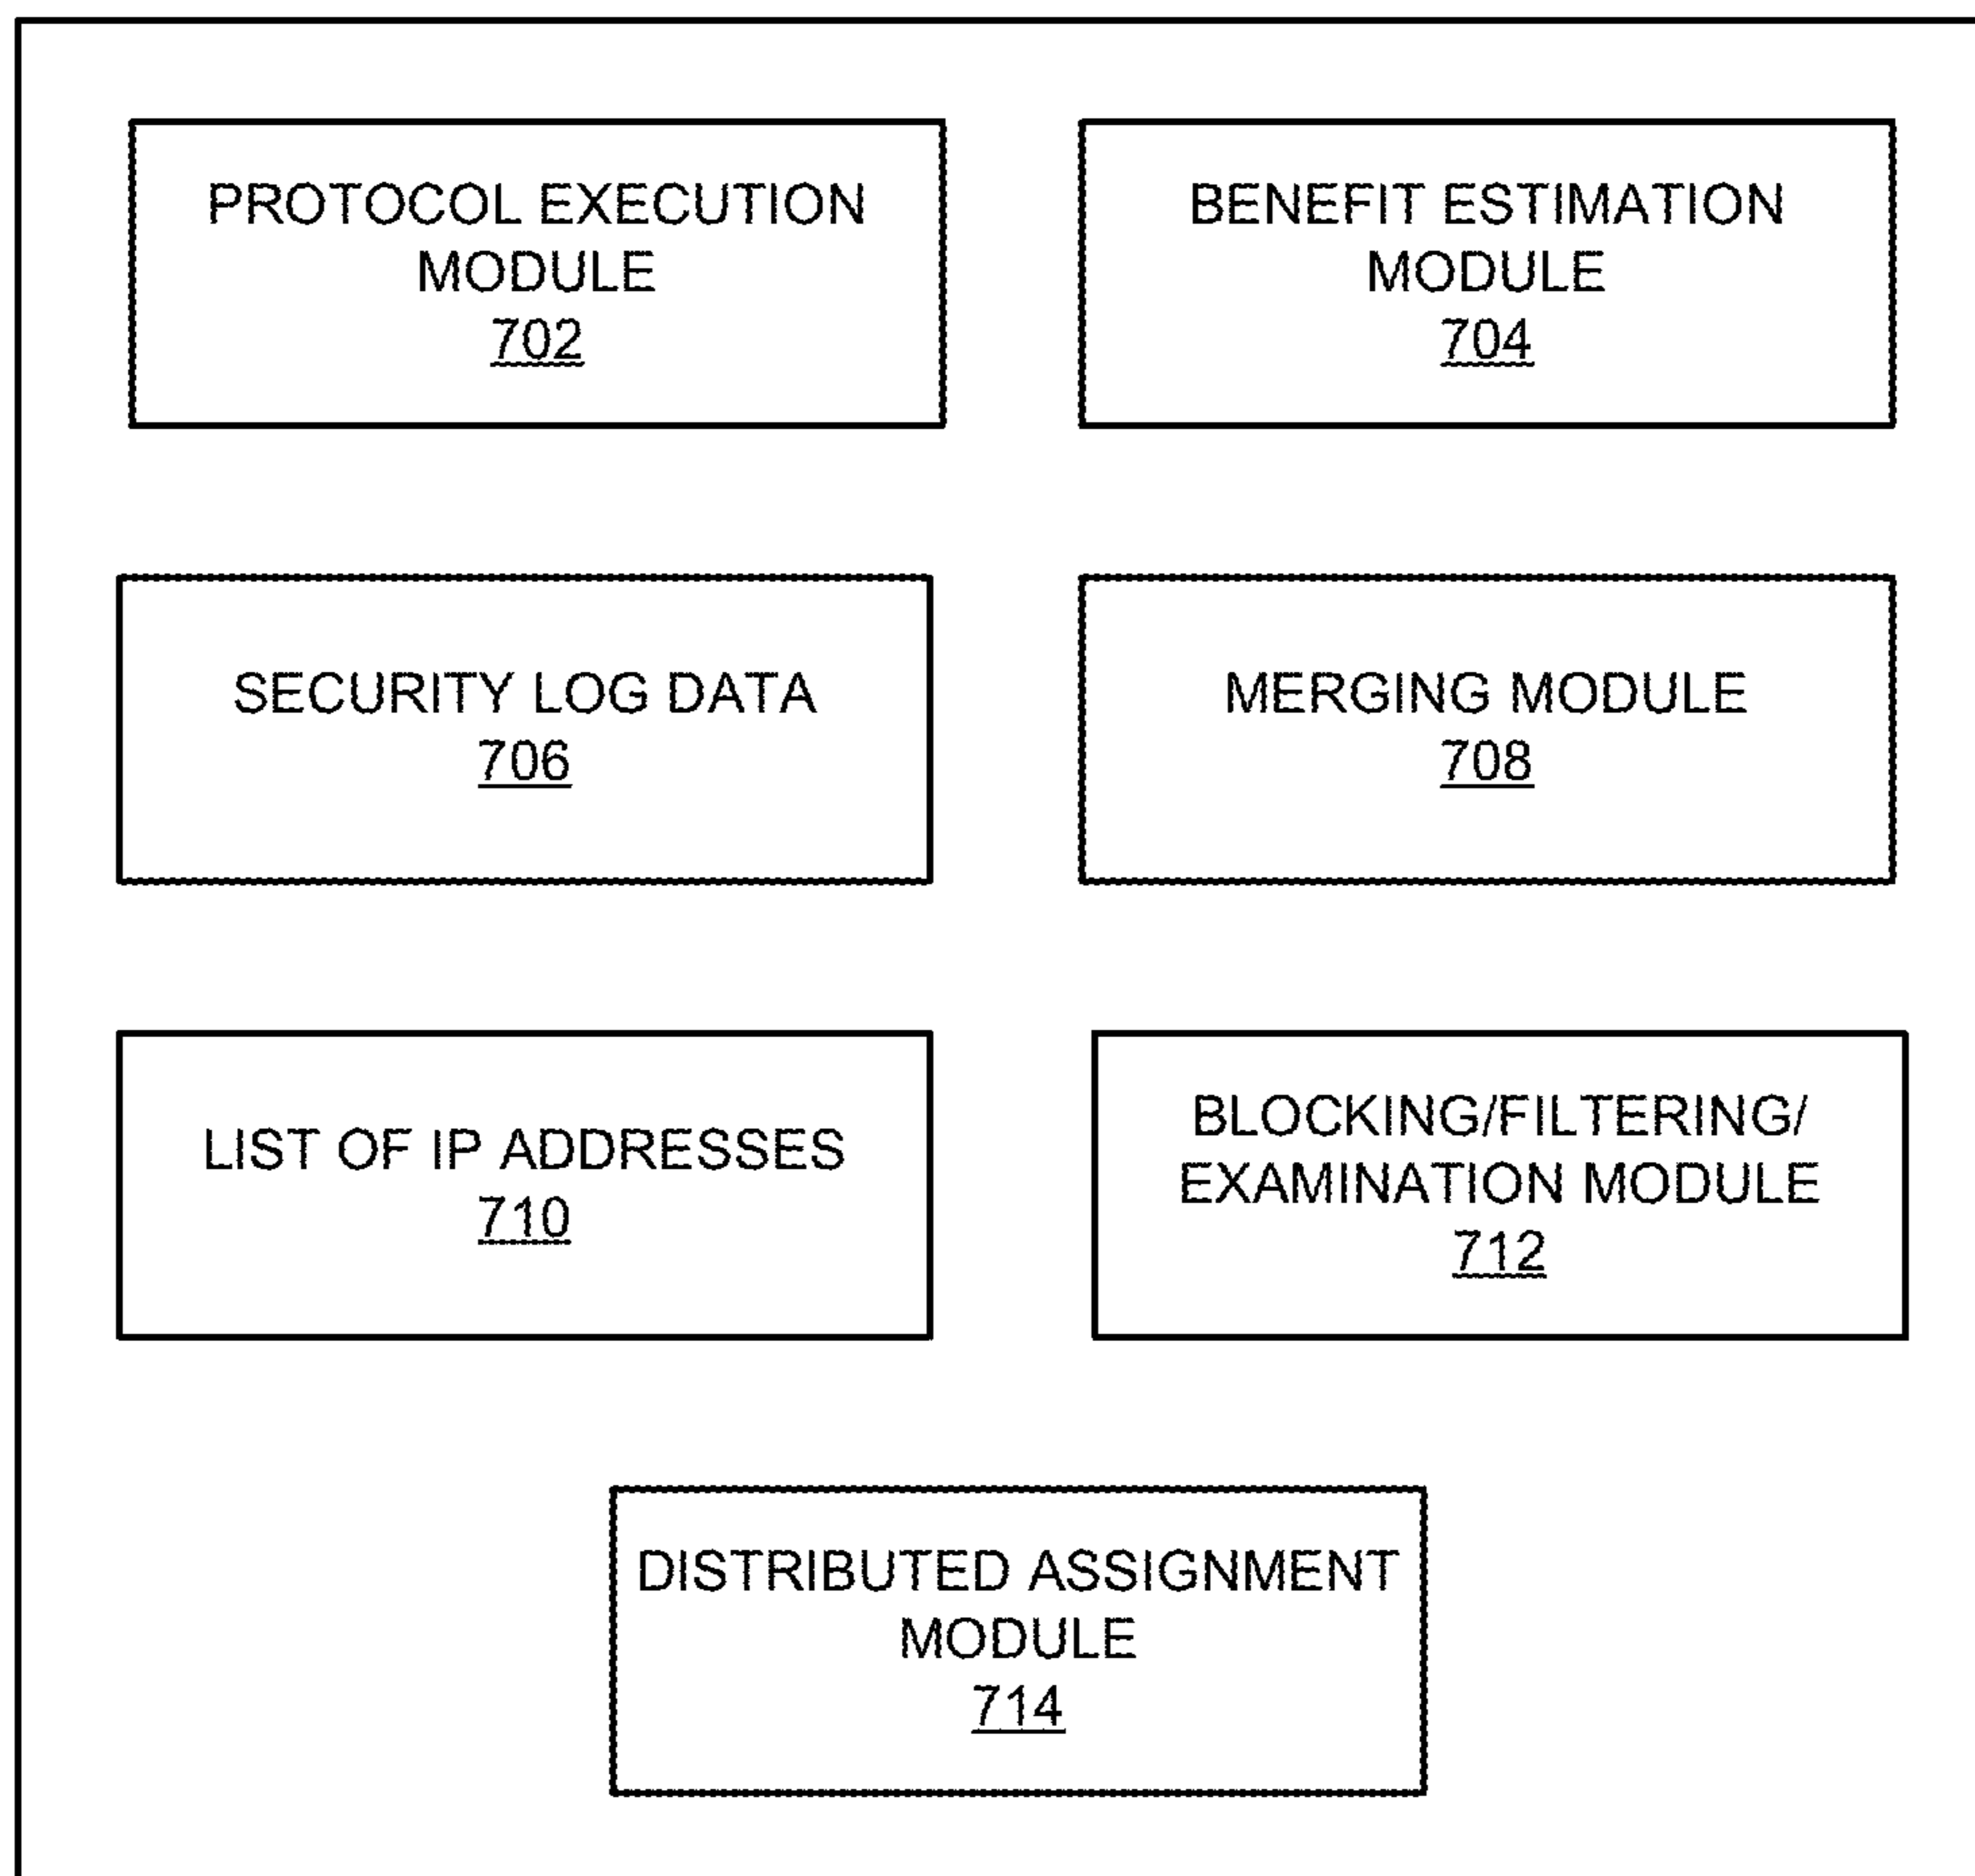 PROTOCOL EXECUTION
MODULE
702
BENEFIT ESTIMATION
MODULE
704
SECURITY LOG DATA
706
MERGING MODULE
708
LIST OF IP ADDRESSES
710
BLOCKING/FILTERING/
EXAMINATION MODULE
712
DISTRIBUTED ASSIGNMENT
MODULE
714